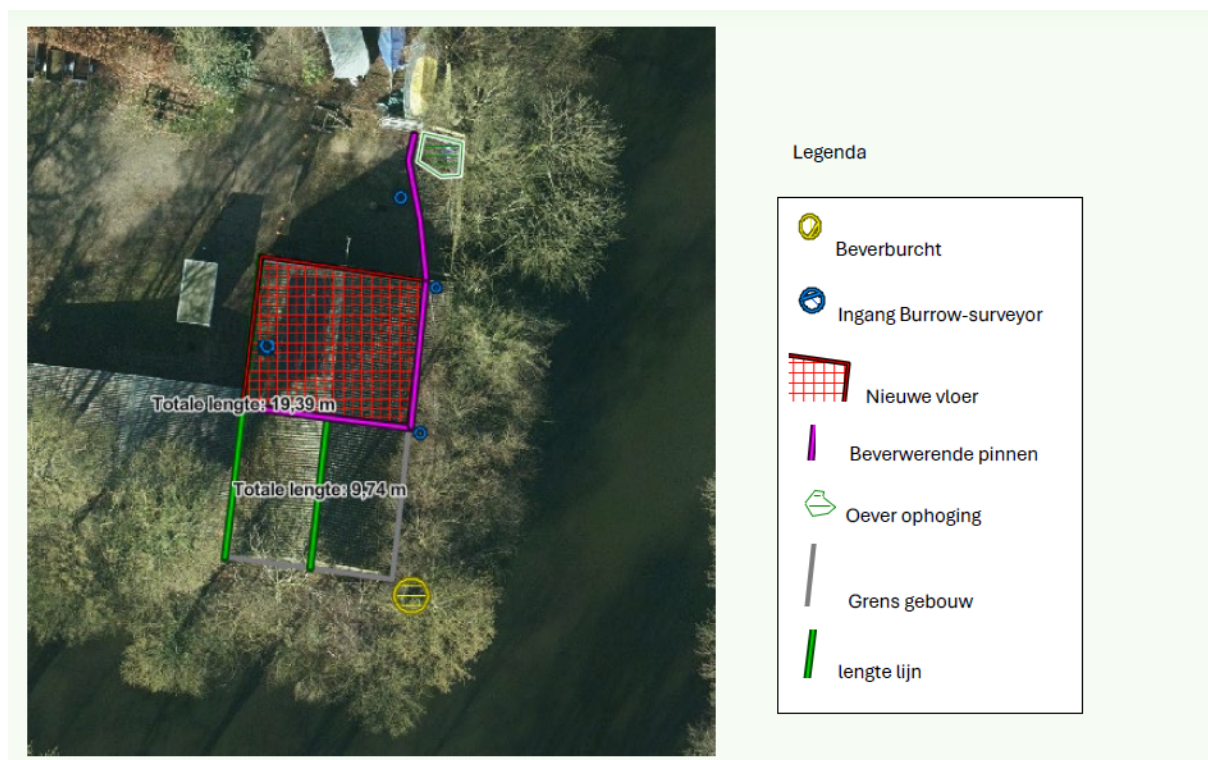 Legenda
Beverburcht
Ingang Burrow-surveyor
Nieuwe vloer
Beverwerende pinnen
Oever ophoging
Grens gebouw
lengte lijn
Totale lengte: 19,39 m
Totale lengte: 9,74 m